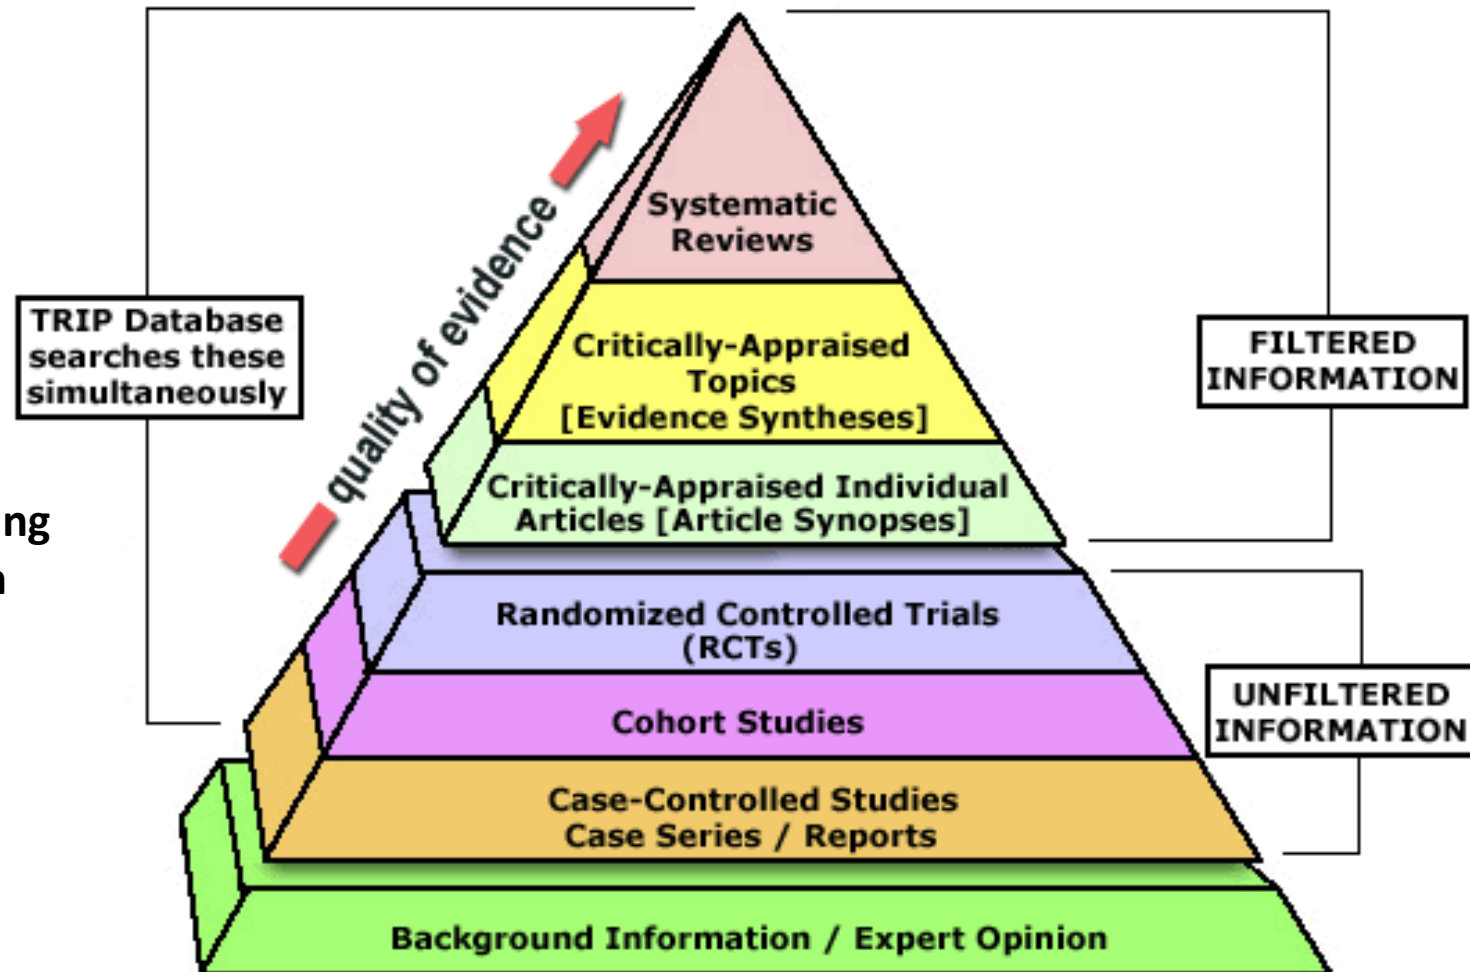 Systematic
Reviews
quality of evidence
TRIP Database
searches these
simultaneously
Critically-Appraised
Topics
[Evidence Syntheses]
FILTERED
INFORMATION
Critically-Appraised Individual
Articles [Article Synopses]
ng
Randomized Controlled Trials
(RCTs)
Cohort Studies
UNFILTERED
INFORMATION
Case-Controlled Studies
Case Series / Reports
Background Information / Expert Opinion